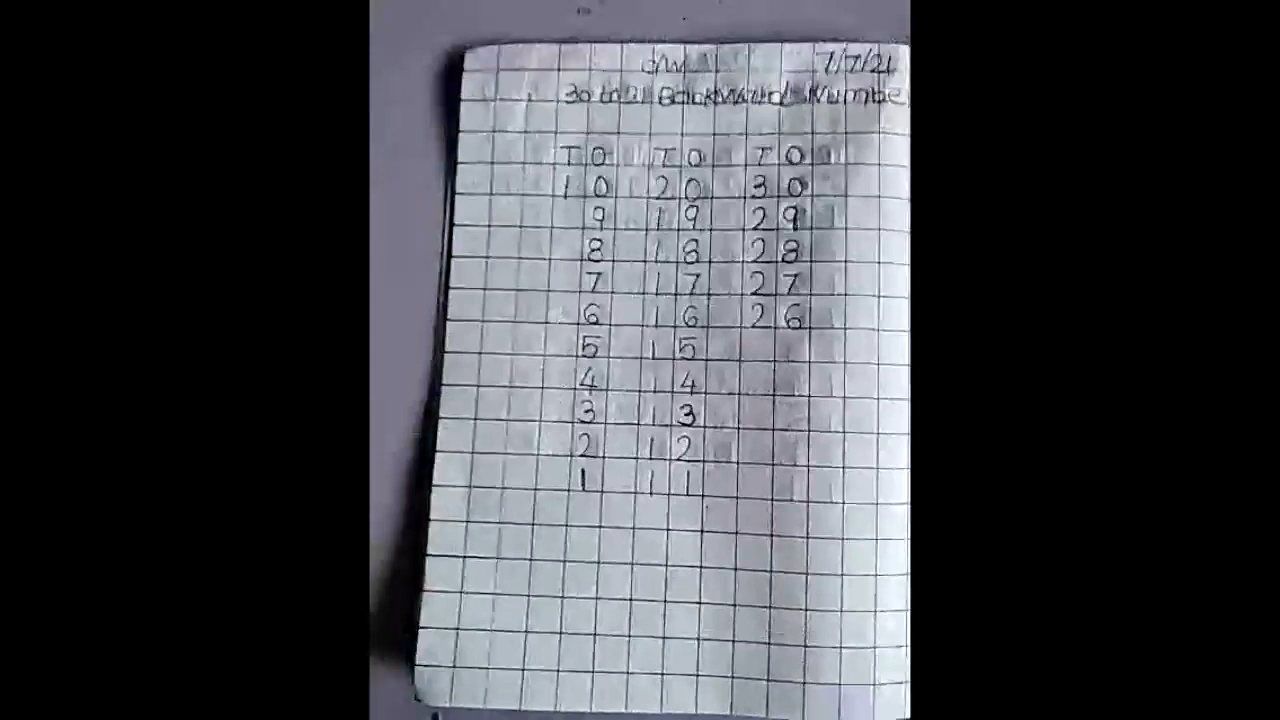 C/W 7/7/21
30 to 21 Backward Numbe
T O T O T O
1 0 2 0 3 0
9 1 9 2 9
8 1 8 2 8
7 1 7 2 7
6 1 6 2 6
5 1 5
4 1 4
3 1 3
2 1 2
1 1 1